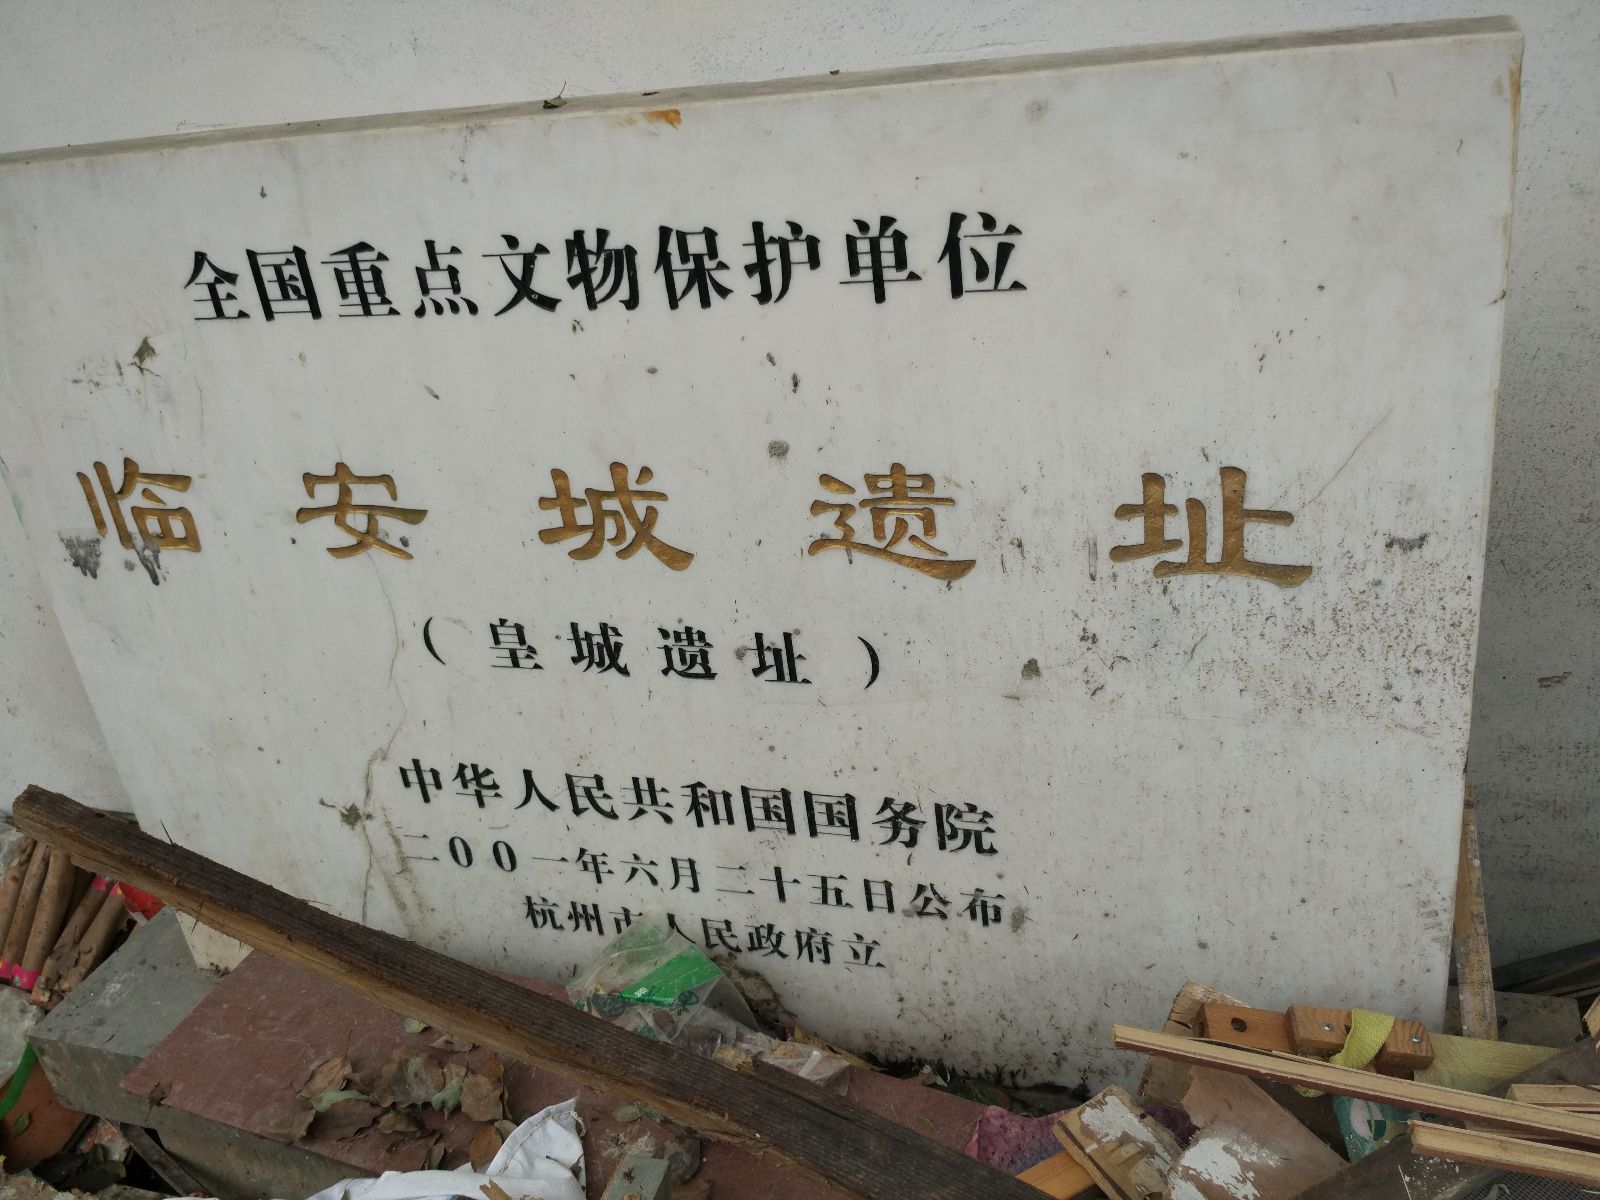 全国重点文物保护单位
临安城遗址
（皇城遗址）
中华人民共和国国务院
二00一年六月二十五日公布
杭州市人民政府立